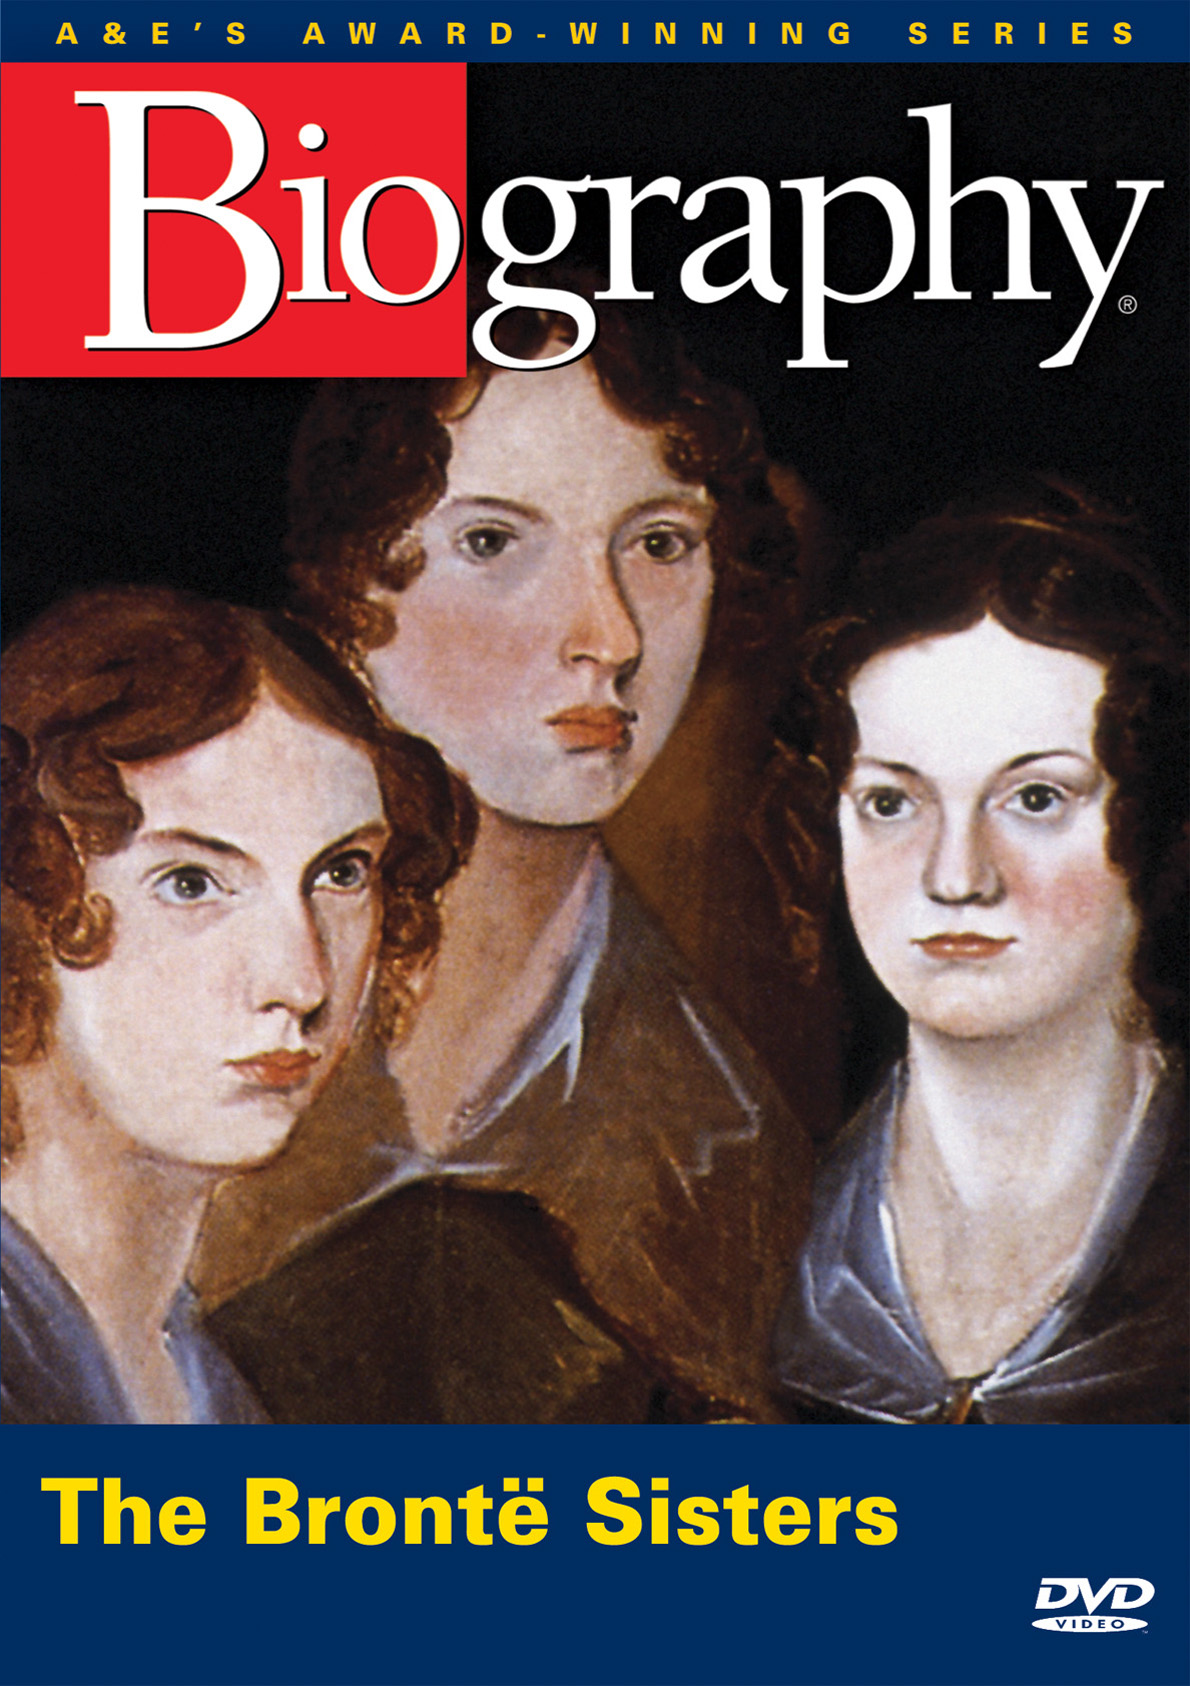 A&E'S AWARD-WINNING SERIES
Biography®
The Brontë Sisters
DVD
VIDEO